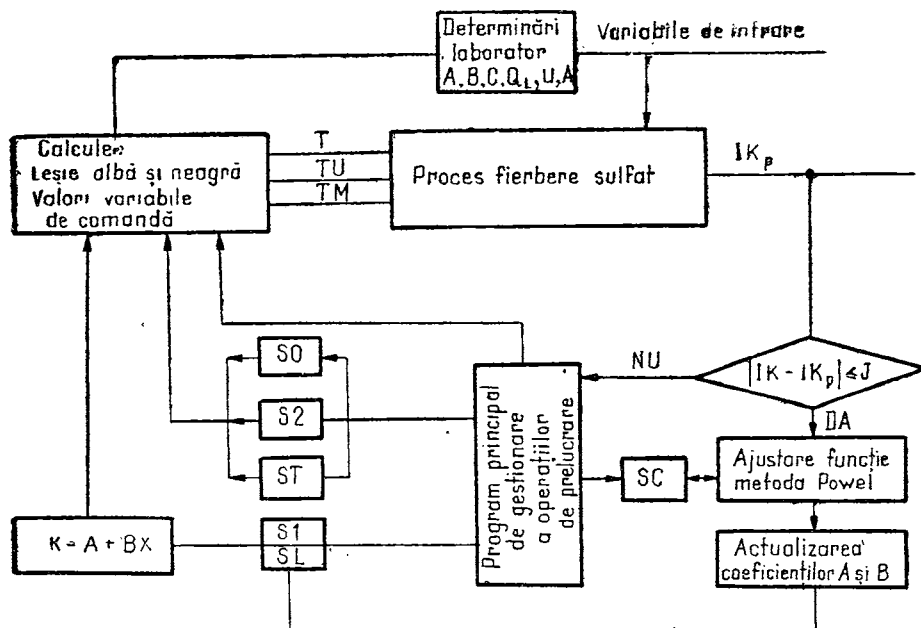 Determinări
laborator
A,B,C,Q_L,U,A
Variabile de intrare
Calcule:
Leșie albă și neagră
Valori variabile
de comandă
T
TU
TM
Proces fierbere sulfat
IK_p
SO
S2
ST
S1
SL
K = A + BX
Program principal
de gestionare
a operațiilor
de prelucrare
NU
|IK - IK_p| ≤ J
DA
SC
Ajustare funcție
metoda Powel
Actualizarea
coeficienților A și B